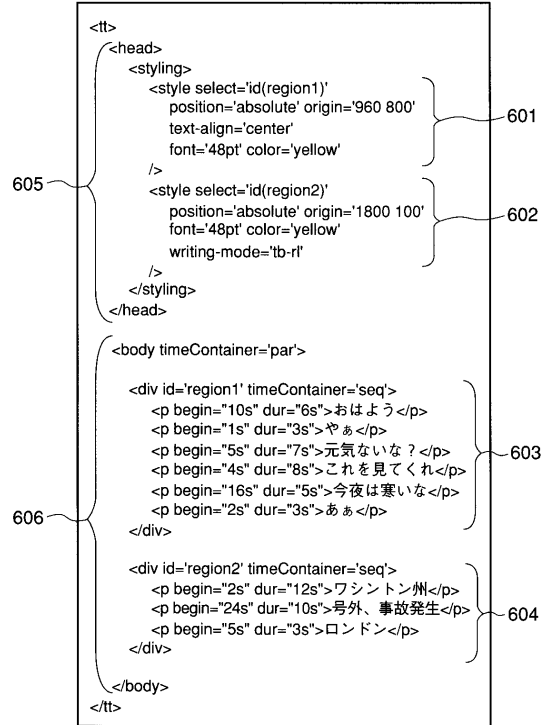 <tt>
<head>
<styling>
<style select='id(region1)'
position='absolute' origin='960 800'
text-align='center'
font='48pt' color='yellow'
/>
<style select='id(region2)'
position='absolute' origin='1800 100'
font='48pt' color='yellow'
writing-mode='tb-rl'
/>
</styling>
</head>
<body timeContainer='par'>
<div id='region1' timeContainer='seq'>
<p begin="10s" dur="6s">おはよう</p>
<p begin="1s" dur="3s">やぁ</p>
<p begin="5s" dur="7s">元気ないな？</p>
<p begin="4s" dur="8s">これを見てくれ</p>
<p begin="16s" dur="5s">今夜は寒いな</p>
<p begin="2s" dur="3s">あぁ</p>
</div>
<div id='region2' timeContainer='seq'>
<p begin="2s" dur="12s">ワシントン州</p>
<p begin="24s" dur="10s">号外、事故発生</p>
<p begin="5s" dur="3s">ロンドン</p>
</div>
</body>
</tt>
601
602
603
604
605
606